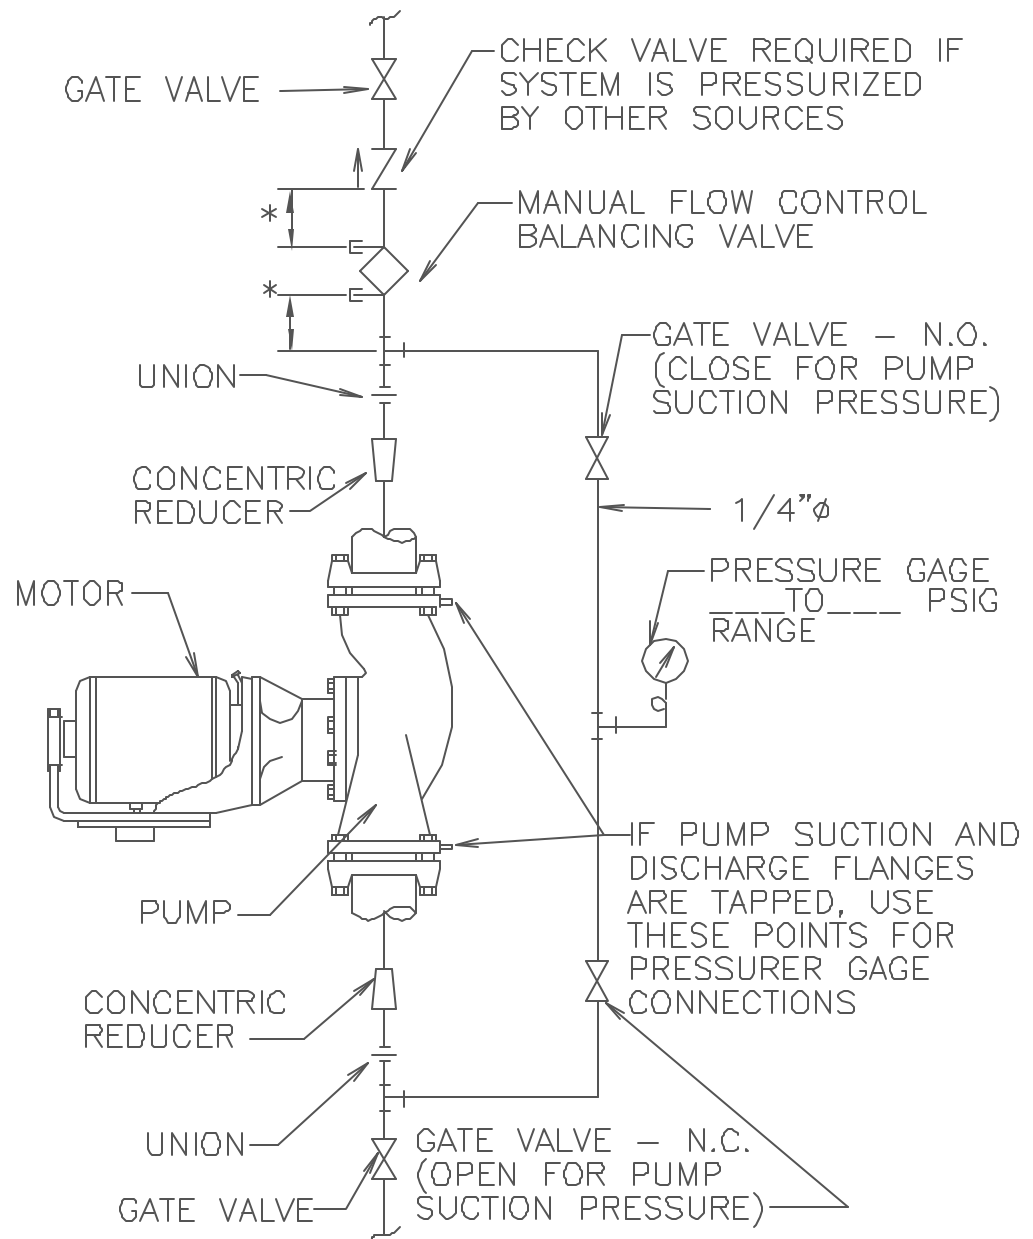 GATE VALVE
CHECK VALVE REQUIRED IF
SYSTEM IS PRESSURIZED
BY OTHER SOURCES
*
MANUAL FLOW CONTROL
BALANCING VALVE
*
GATE VALVE - N.O.
(CLOSE FOR PUMP
SUCTION PRESSURE)
UNION
CONCENTRIC
REDUCER
1/4"ø
MOTOR
PRESSURE GAGE
___TO___ PSIG
RANGE
IF PUMP SUCTION AND
DISCHARGE FLANGES
ARE TAPPED, USE
THESE POINTS FOR
PRESSURER GAGE
CONNECTIONS
PUMP
CONCENTRIC
REDUCER
UNION
GATE VALVE - N.C.
(OPEN FOR PUMP
SUCTION PRESSURE)
GATE VALVE